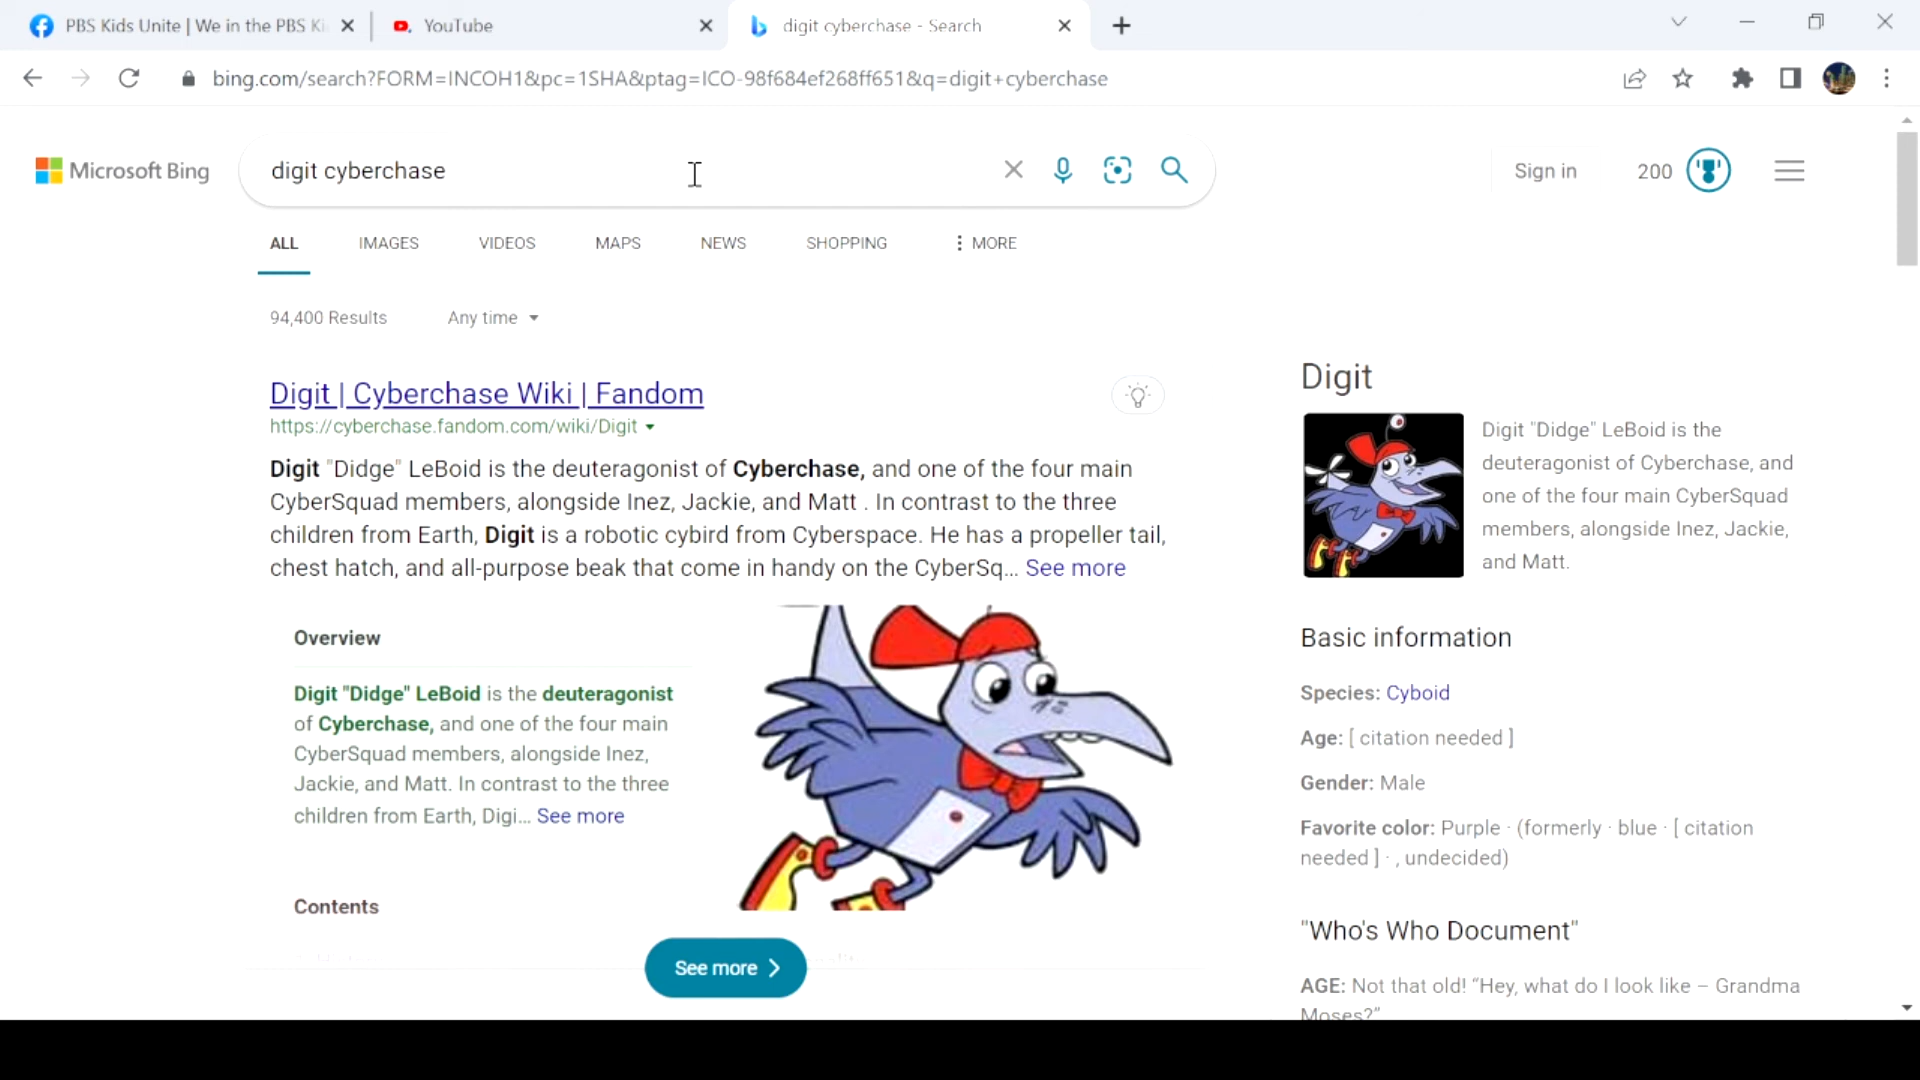 PBS Kids Unite | We in the PBS Ki
YouTube
digit cyberchase - Search
bing.com/search?FORM=INCOH1&pc=1SHA&ptag=ICO-98f684ef268ff651&q=digit+cyberchase
Microsoft Bing
digit cyberchase
Sign in
200
ALL
IMAGES
VIDEOS
MAPS
NEWS
SHOPPING
MORE
94,400 Results
Any time
Digit | Cyberchase Wiki | Fandom
https://cyberchase.fandom.com/wiki/Digit
Digit "Didge" LeBoid is the deuteragonist of Cyberchase, and one of the four main
CyberSquad members, alongside Inez, Jackie, and Matt . In contrast to the three
children from Earth, Digit is a robotic cybird from Cyberspace. He has a propeller tail,
chest hatch, and all-purpose beak that come in handy on the CyberSq... See more
Overview
Digit "Didge" LeBoid is the deuteragonist
of Cyberchase, and one of the four main
CyberSquad members, alongside Inez,
Jackie, and Matt. In contrast to the three
children from Earth, Digi... See more
Contents
See more
Digit
Digit "Didge" LeBoid is the
deuteragonist of Cyberchase, and
one of the four main CyberSquad
members, alongside Inez, Jackie,
and Matt.
Basic information
Species: Cyboid
Age: [ citation needed ]
Gender: Male
Favorite color: Purple · (formerly · blue · [ citation
needed ] · , undecided)
"Who's Who Document"
AGE: Not that old! “Hey, what do I look like – Grandma
Moses?”